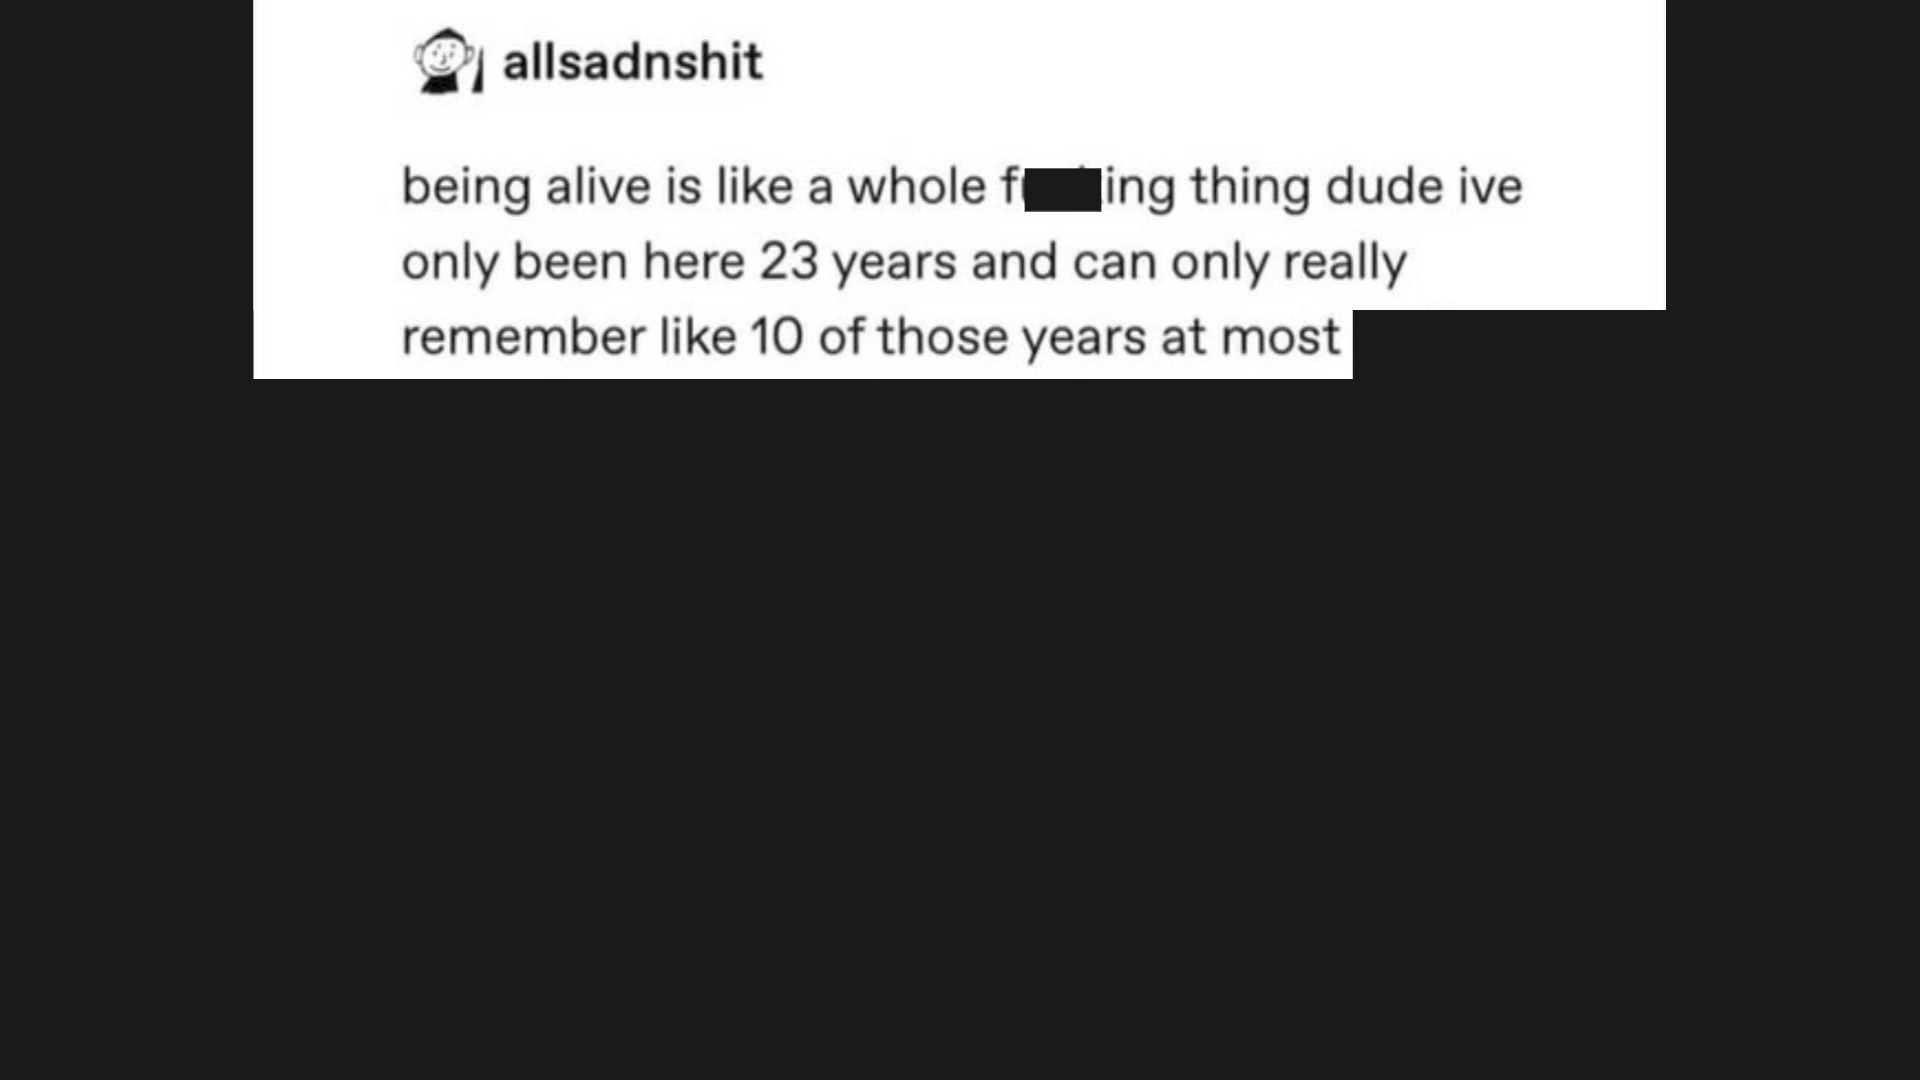 allsadnshit
being alive is like a whole thing dude ive
only been here 23 years and can only really
remember like 10 of those years at most